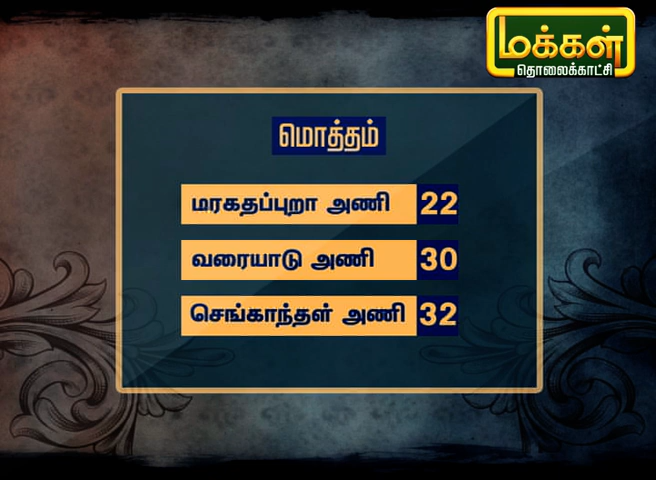 மக்கள்
தொலைக்காட்சி
மொத்தம்
மரகதப்புறா அணி 22
வரையாடு அணி 30
செங்காந்தள் அணி 32